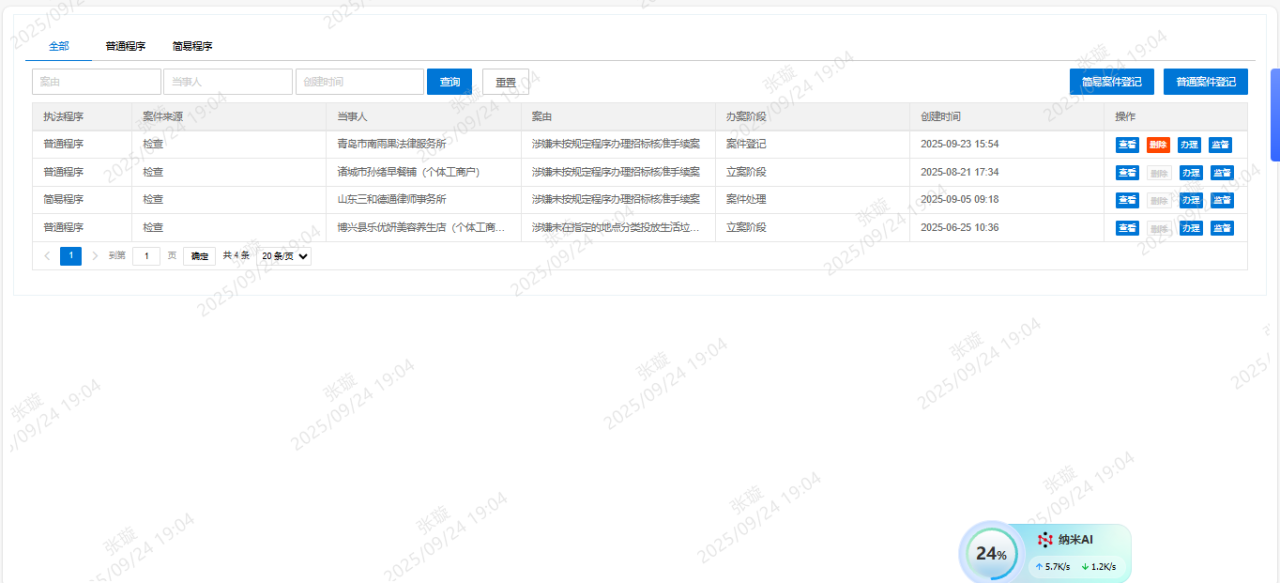 全部 普通程序 简易程序
案由 当事人 创建时间 查询 重置 简易案件登记 普通案件登记
执法程序 案件来源 当事人 案由 办案阶段 创建时间 操作
普通程序 检查 青岛市南雨果法律服务所 涉嫌未按规定程序办理招标核准手续案 案件登记 2025-09-23 15:54 查看 删除 办理 监督
普通程序 检查 诸城市孙绪早餐铺（个体工商户） 涉嫌未按规定程序办理招标核准手续案 立案阶段 2025-08-21 17:34 查看 删除 办理 监督
简易程序 检查 山东三和德通律师事务所 涉嫌未按规定程序办理招标核准手续案 案件处理 2025-09-05 09:18 查看 删除 办理 监督
普通程序 检查 博兴县乐优妍美容养生店（个体工商... 涉嫌未在指定的地点分类投放生活垃... 立案阶段 2025-06-25 10:36 查看 删除 办理 监督
1 到第 1 页 确定 共 4 条 20 条/页
张璇
2025/09/24 19:04
24%
纳米AI
5.7K/s 1.2K/s